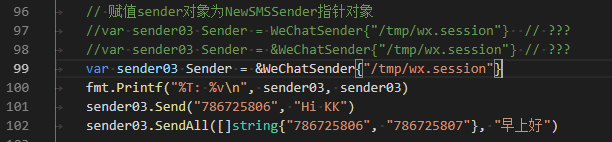 96 // 赋值sender对象为NewSMSSender指针对象
97 //var sender03 Sender = WeChatSender{"/tmp/wx.session"} // ???
98 //var sender03 Sender = &WeChatSender{"/tmp/wx.session"} // ???
99 var sender03 Sender = &WeChatSender{"/tmp/wx.session"}
100 fmt.Printf("%T: %v\n", sender03, sender03)
101 sender03.Send("786725806", "Hi KK")
102 sender03.SendAll([]string{"786725806", "786725807"}, "早上好")